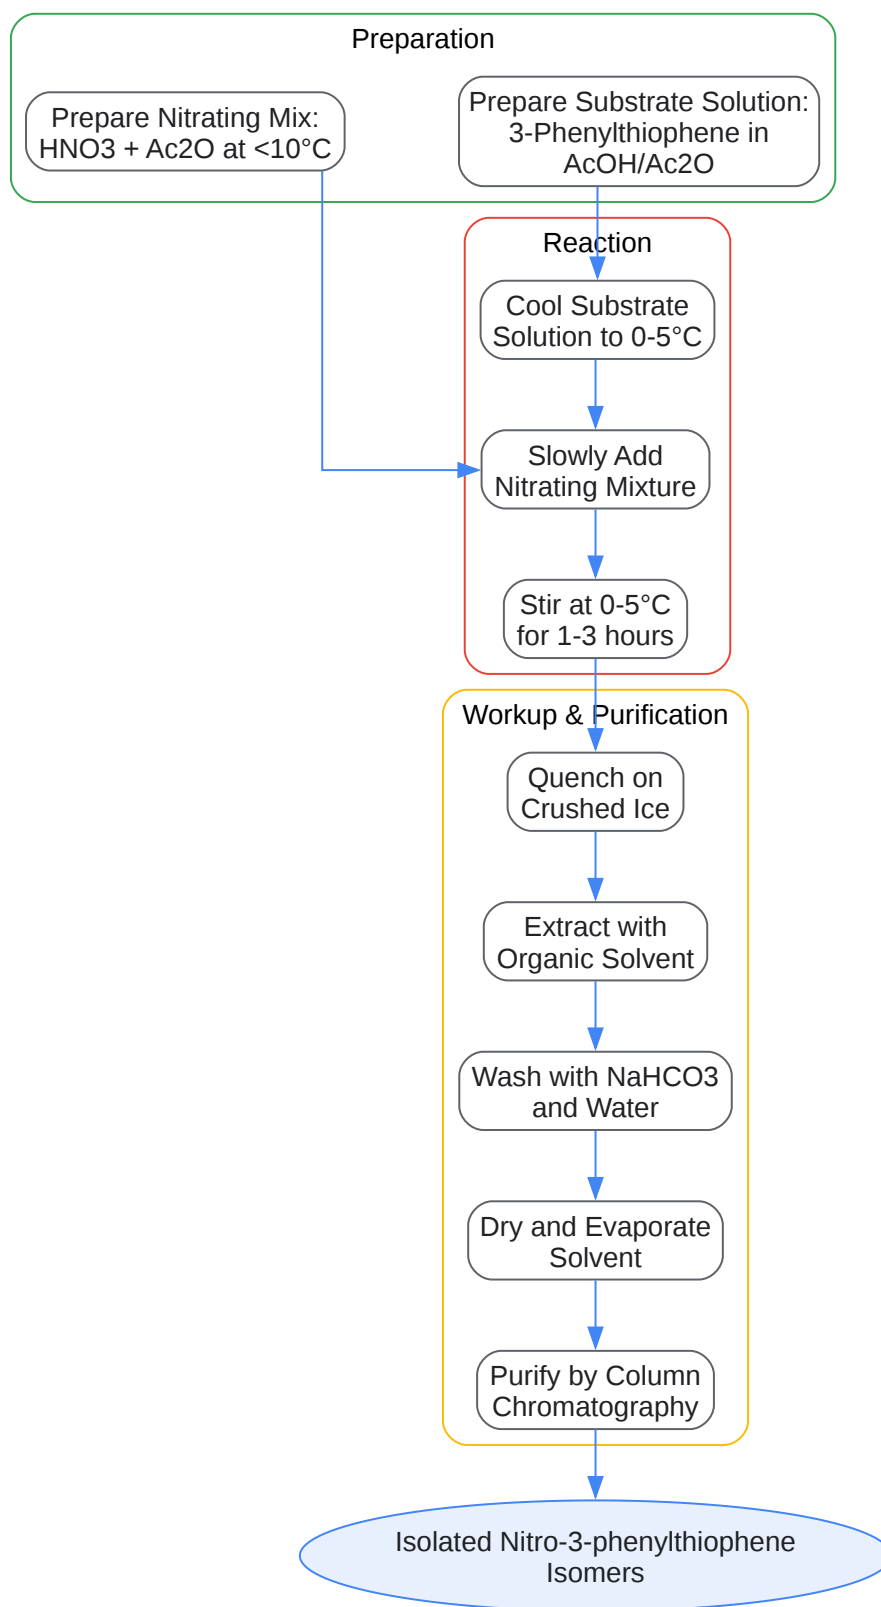 Preparation
Prepare Nitrating Mix:
HNO3 + Ac2O at <10°C
Prepare Substrate Solution:
3-Phenylthiophene in
AcOH/Ac2O
Reaction
Cool Substrate
Solution to 0-5°C
Slowly Add
Nitrating Mixture
Stir at 0-5°C
for 1-3 hours
Workup & Purification
Quench on
Crushed Ice
Extract with
Organic Solvent
Wash with NaHCO3
and Water
Dry and Evaporate
Solvent
Purify by Column
Chromatography
Isolated Nitro-3-phenylthiophene
Isomers